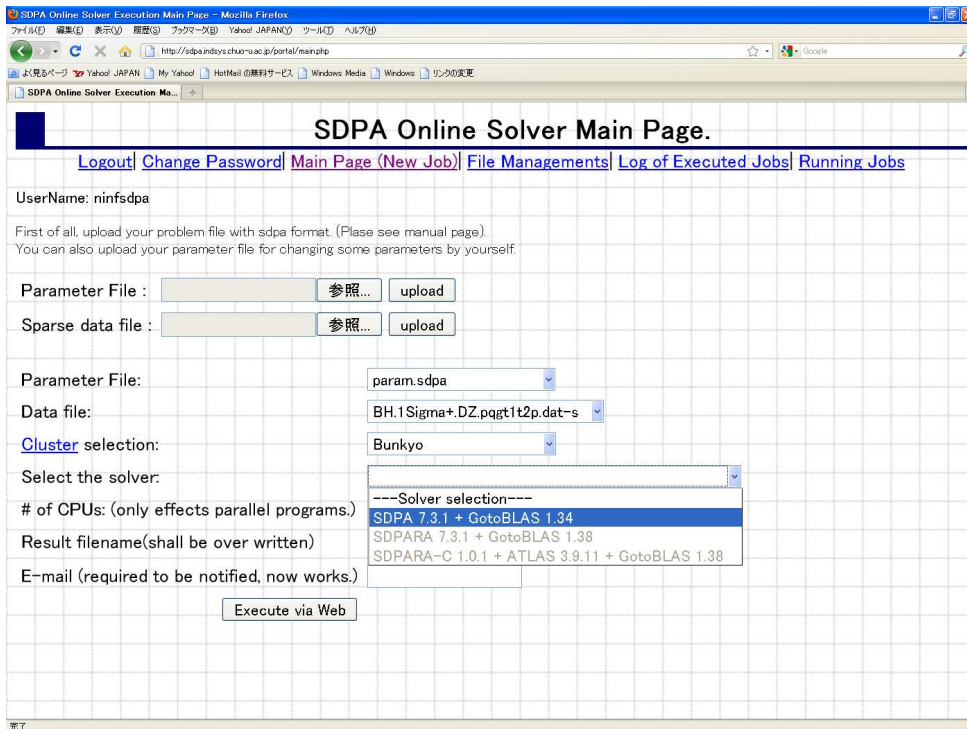 SDPA Online Solver Execution Main Page - Mozilla Firefox
ファイル(F) 編集(E) 表示(V) 履歴(S) ブックマーク(B) Yahoo! JAPAN(Y) ツール(T) ヘルプ(H)
http://sdpa.indsys.chuo-u.ac.jp/portal/main.php
Google
よく見るページ Yahoo! JAPAN My Yahoo! HotMail の無料サービス Windows Media Windows リンクの変更
SDPA Online Solver Execution Ma...
SDPA Online Solver Main Page.
Logout| Change Password| Main Page (New Job)| File Managements| Log of Executed Jobs| Running Jobs
UserName: ninfsdpa
First of all, upload your problem file with sdpa format. (Plase see manual page).
You can also upload your parameter file for changing some parameters by yourself.
Parameter File : 参照... upload
Sparse data file : 参照... upload
Parameter File: param.sdpa
Data file: BH.1Sigma+.DZ.pqgt1t2p.dat-s
Cluster selection: Bunkyo
Select the solver:
---Solver selection---
SDPA 7.3.1 + GotoBLAS 1.34
SDPARA 7.3.1 + GotoBLAS 1.38
SDPARA-C 1.0.1 + ATLAS 3.9.11 + GotoBLAS 1.38
# of CPUs: (only effects parallel programs.)
Result filename(shall be over written)
E-mail (required to be notified, now works.)
Execute via Web
完了